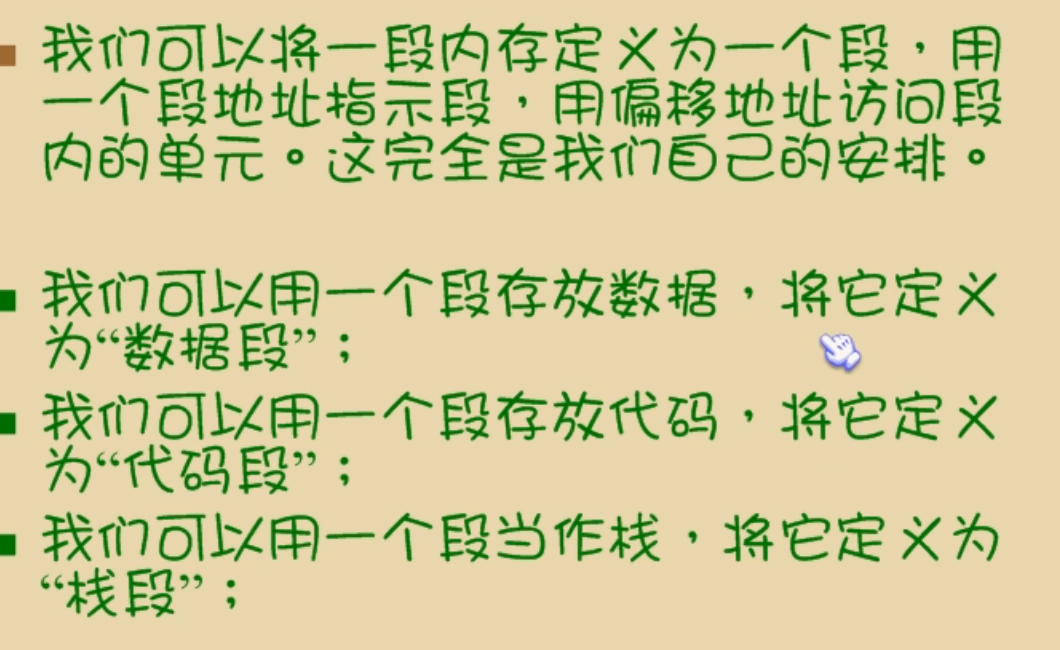 我们可以将一段内存定义为一个段，用
一个段地址指示段，用偏移地址访问段
内的单元。这完全是我们自己的安排。
我们可以用一个段存放数据，将它定义
为“数据段”；
我们可以用一个段存放代码，将它定义
为“代码段”；
我们可以用一个段当作栈，将它定义为
“栈段”；